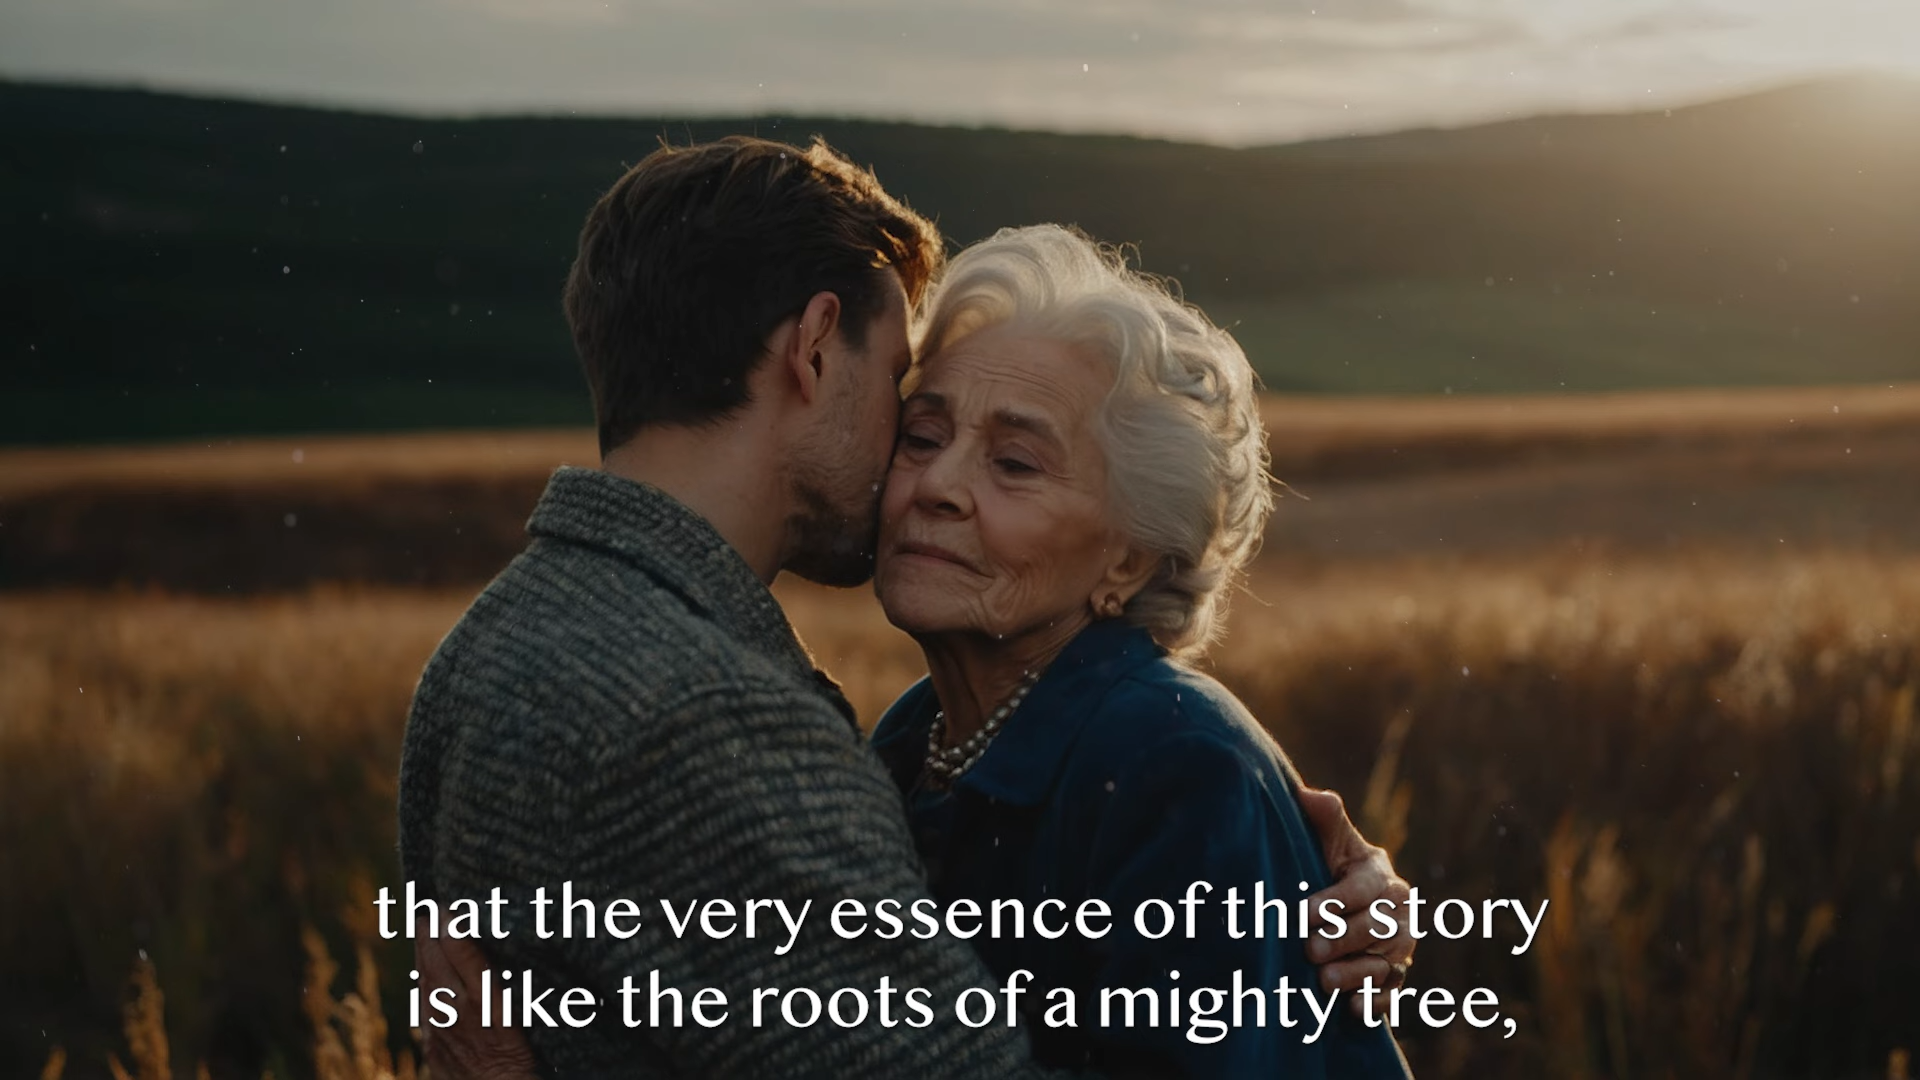 that the very essence of this story
is like the roots of a mighty tree,